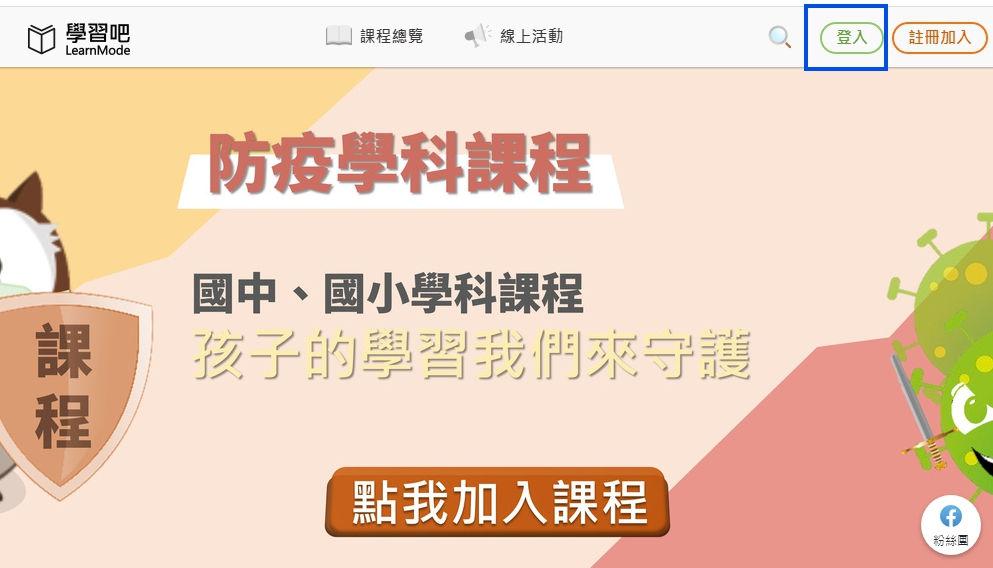 學習吧
LearnMode
課程總覽
線上活動
登入
註冊加入
防疫學科課程
國中、國小學科課程
孩子的學習我們來守護
課
程
點我加入課程
粉絲團